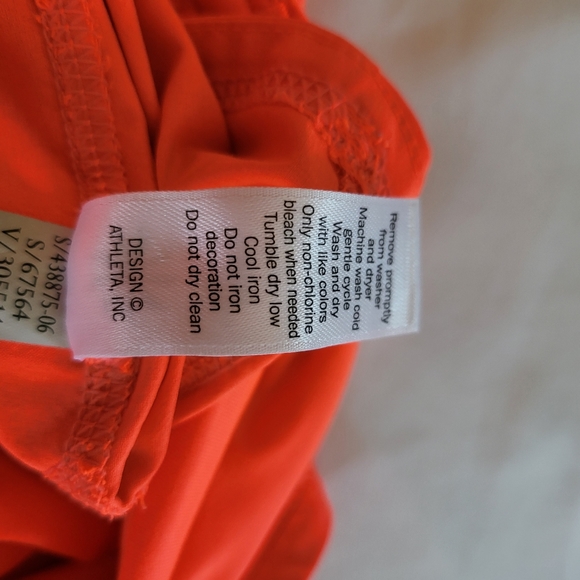 Remove promptly
from washer
and dryer
Machine wash cold
gentle cycle
Wash and dry
with like colors
Only non-chlorine
bleach when needed
Tumble dry low
Cool iron
Do not iron
decoration
Do not dry clean
DESIGN ©
ATHLETA, INC
S/438875-06
S/67564